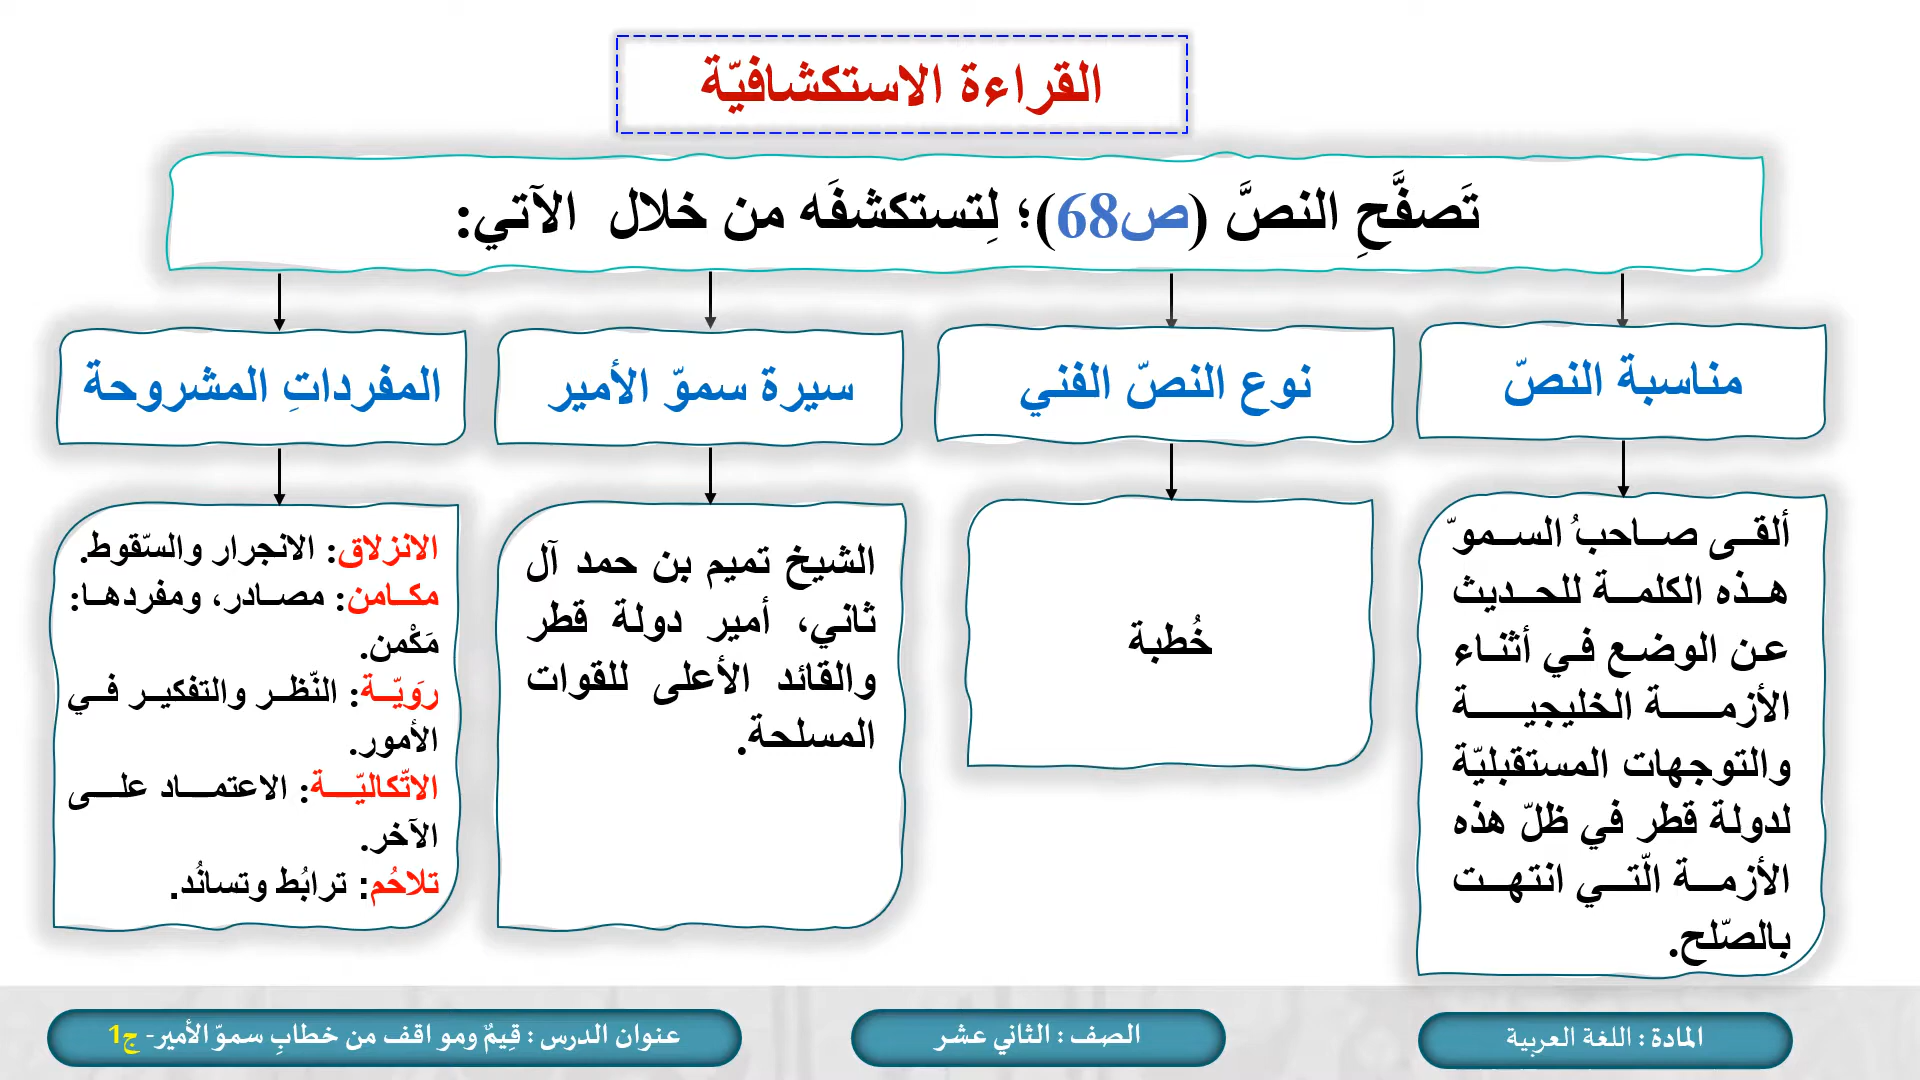 القراءة الاستكشافيّة
تَصفَّحِ النصَّ (ص68)؛ لِتستكشفَه من خلال الآتي:
مناسبة النصّ
ألقى صاحبُ السموّ
هذه الكلمة للحديث
عن الوضع في أثناء
الأزمة الخليجية
والتوجهات المستقبليّة
لدولة قطر في ظلّ هذه
الأزمة الّتي انتهت
بالصّلح.
نوع النصّ الفني
خُطبة
سيرة سموّ الأمير
الشيخ تميم بن حمد آل
ثاني، أمير دولة قطر
والقائد الأعلى للقوات
المسلحة.
المفرداتِ المشروحة
الانزلاق: الانجرار والسّقوط.
مكامن: مصادر، ومفردها:
مَكْمن.
رَويّة: النّظر والتفكير في
الأمور.
الاتّكاليّة: الاعتماد على
الآخر.
تلاحُم: ترابُط وتسانُد.
المادة : اللغة العربية
الصف : الثاني عشر
عنوان الدرس : قِيمٌ ومواقف من خطابِ سموّ الأمير- ج1